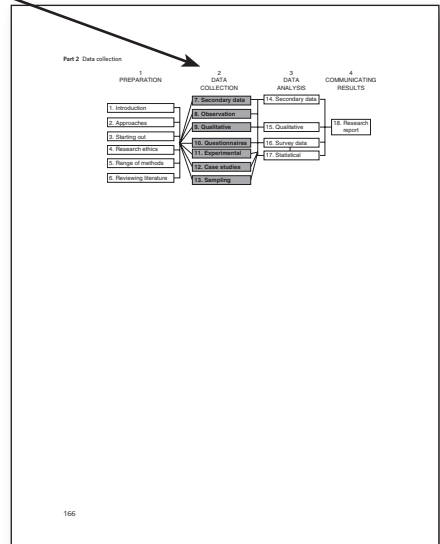 Part 2 Data collection
1
PREPARATION
2
DATA
COLLECTION
3
DATA
ANALYSIS
4
COMMUNICATING
RESULTS
1. Introduction
2. Approaches
3. Starting out
4. Research ethics
5. Range of methods
6. Reviewing literature
7. Secondary data
8. Observation
9. Qualitative
10. Questionnaires
11. Experimental
12. Case studies
13. Sampling
14. Secondary data
15. Qualitative
16. Survey data
17. Statistical
18. Research
report
166